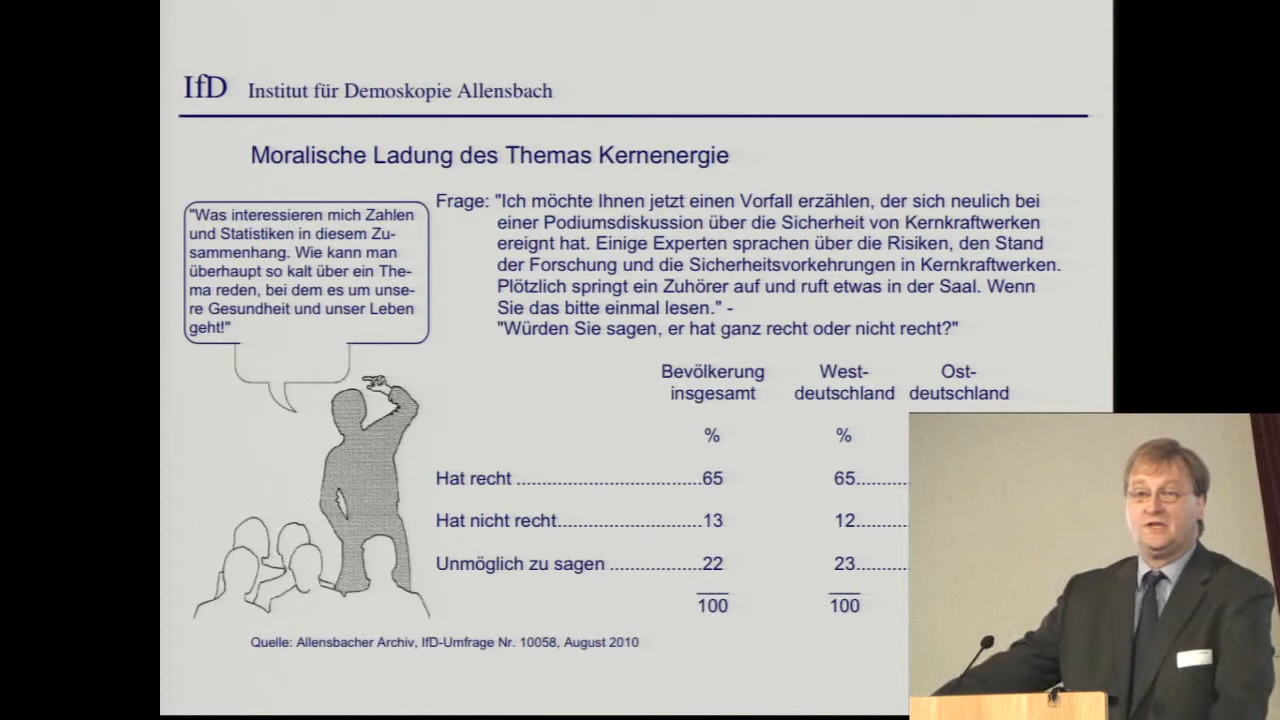 IfD Institut für Demoskopie Allensbach
Moralische Ladung des Themas Kernenergie
"Was interessieren mich Zahlen
und Statistiken in diesem Zu-
sammenhang. Wie kann man
überhaupt so kalt über ein The-
ma reden, bei dem es um unse-
re Gesundheit und unser Leben
geht!"
Frage: "Ich möchte Ihnen jetzt einen Vorfall erzählen, der sich neulich bei
einer Podiumsdiskussion über die Sicherheit von Kernkraftwerken
ereignt hat. Einige Experten sprachen über die Risiken, den Stand
der Forschung und die Sicherheitsvorkehrungen in Kernkraftwerken.
Plötzlich springt ein Zuhörer auf und ruft etwas in der Saal. Wenn
Sie das bitte einmal lesen." -
"Würden Sie sagen, er hat ganz recht oder nicht recht?"
Bevölkerung West- Ost-
insgesamt deutschland deutschland
% %
Hat recht ....................................65 65..........
Hat nicht recht............................13 12..........
Unmöglich zu sagen ..................22 23..........
100 100
Quelle: Allensbacher Archiv, IfD-Umfrage Nr. 10058, August 2010